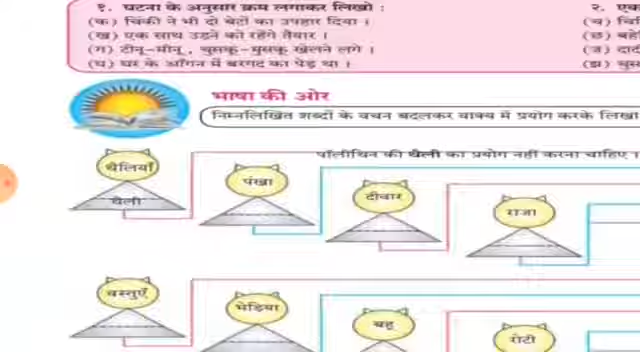 १. घटना के अनुसार क्रम लगाकर लिखो :
(क) चिंकी ने भी दो बेटों का उपहार दिया ।
(ख) एक साथ उड़ने को रहेंगे तैयार ।
(ग) टीनू-मीनू, चुसकू-मुसकू खेलने लगे ।
(घ) घर के आँगन में बरगद का पेड़ था ।
२.
(च)
(छ)
(ज)
(झ)
भाषा की ओर
निम्नलिखित शब्दों के वचन बदलकर वाक्य में प्रयोग करके लिखा
पॉलीथिन की थैली का प्रयोग नहीं करना चाहिए ।
थैलियाँ
थैली
पंखा
दीवार
राजा
वस्तुएँ
भेड़िया
बहू
रोटी